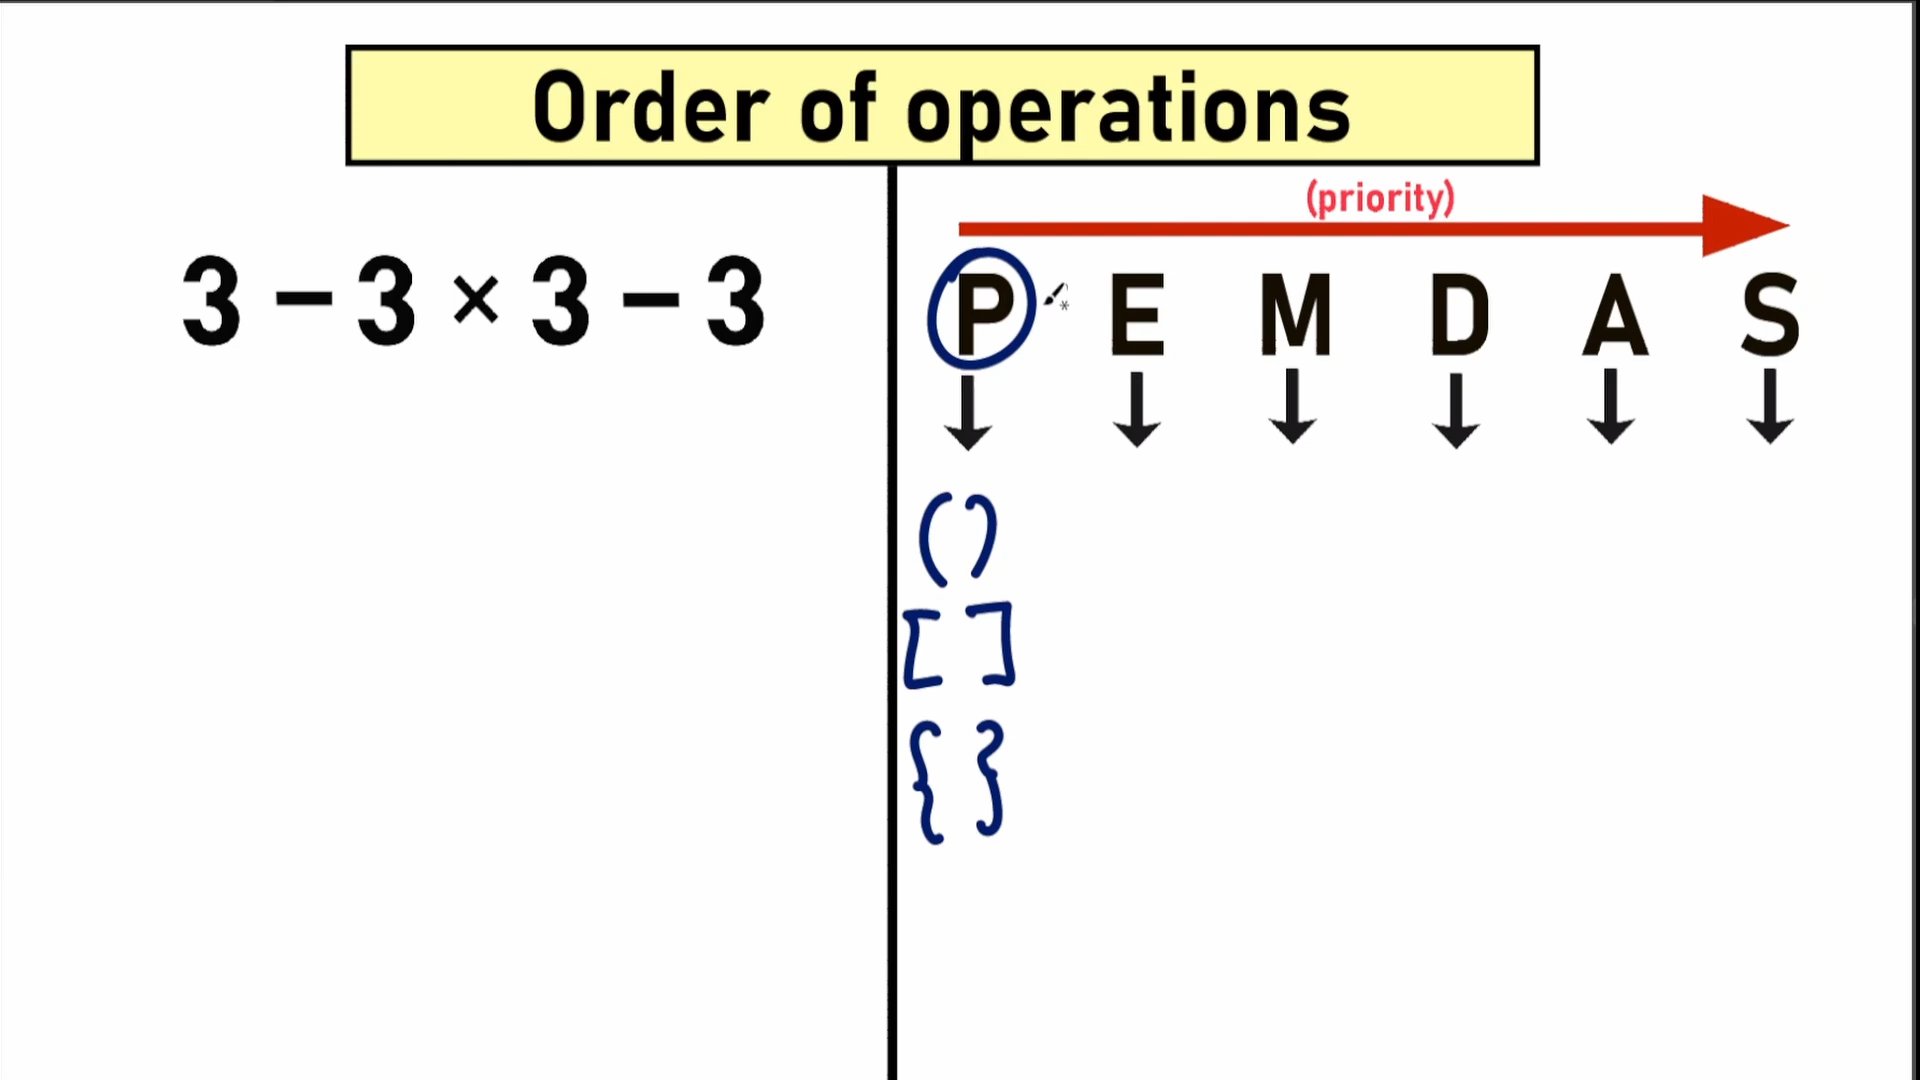 Order of operations
3 − 3 × 3 − 3
(priority)
P E M D A S
( )
[ ]
{ }